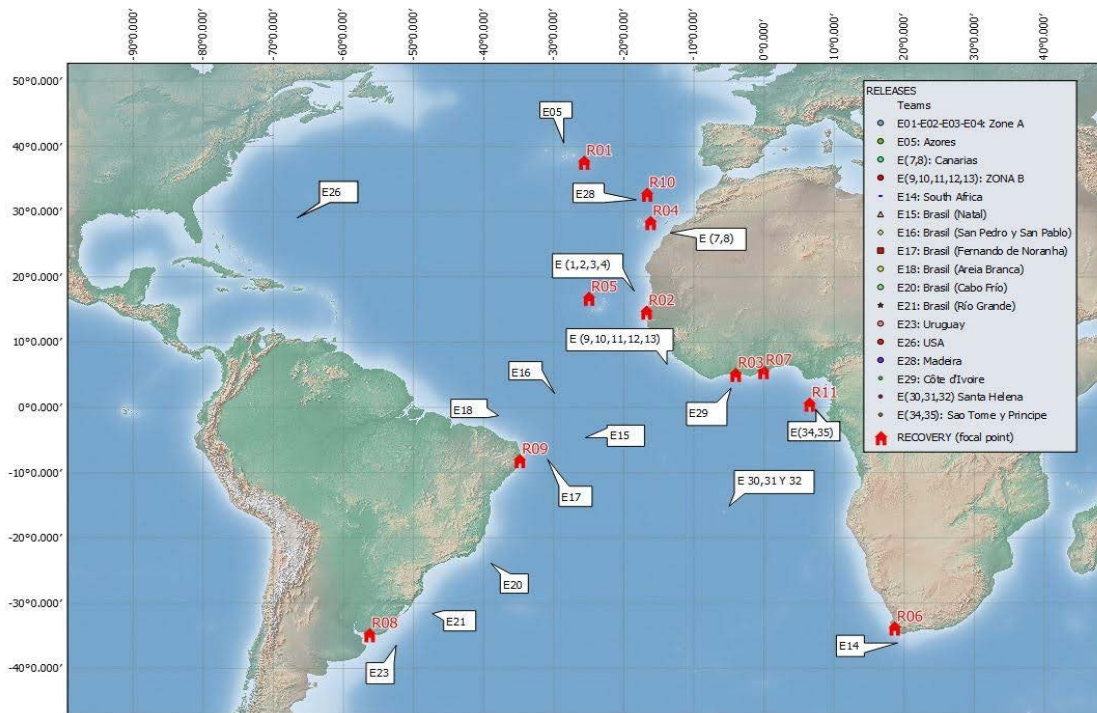 -90°0.000′
-80°0.000′
-70°0.000′
-60°0.000′
-50°0.000′
-40°0.000′
-30°0.000′
-20°0.000′
-10°0.000′
0°0.000′
10°0.000′
20°0.000′
30°0.000′
40°0.000′
50°0.000′
40°0.000′
30°0.000′
20°0.000′
10°0.000′
0°0.000′
-10°0.000′
-20°0.000′
-30°0.000′
-40°0.000′
E05
R01
E26
R10
E28
R04
E (7,8)
E (1,2,3,4)
R05
R02
E (9,10,11,12,13)
R03
R07
E16
E29
R11
E18
E(34,35)
E15
R09
E17
E 30,31 Y 32
E20
E21
R08
R06
E14
E23
RELEASES
Teams
E01-E02-E03-E04: Zone A
E05: Azores
E(7,8): Canarias
E(9,10,11,12,13): ZONA B
E14: South Africa
E15: Brasil (Natal)
E16: Brasil (San Pedro y San Pablo)
E17: Brasil (Fernando de Noranha)
E18: Brasil (Areia Branca)
E20: Brasil (Cabo Frío)
E21: Brasil (Río Grande)
E23: Uruguay
E26: USA
E28: Madeira
E29: Côte d'Ivoire
E(30,31,32) Santa Helena
E(34,35): Sao Tome y Principe
RECOVERY (focal point)